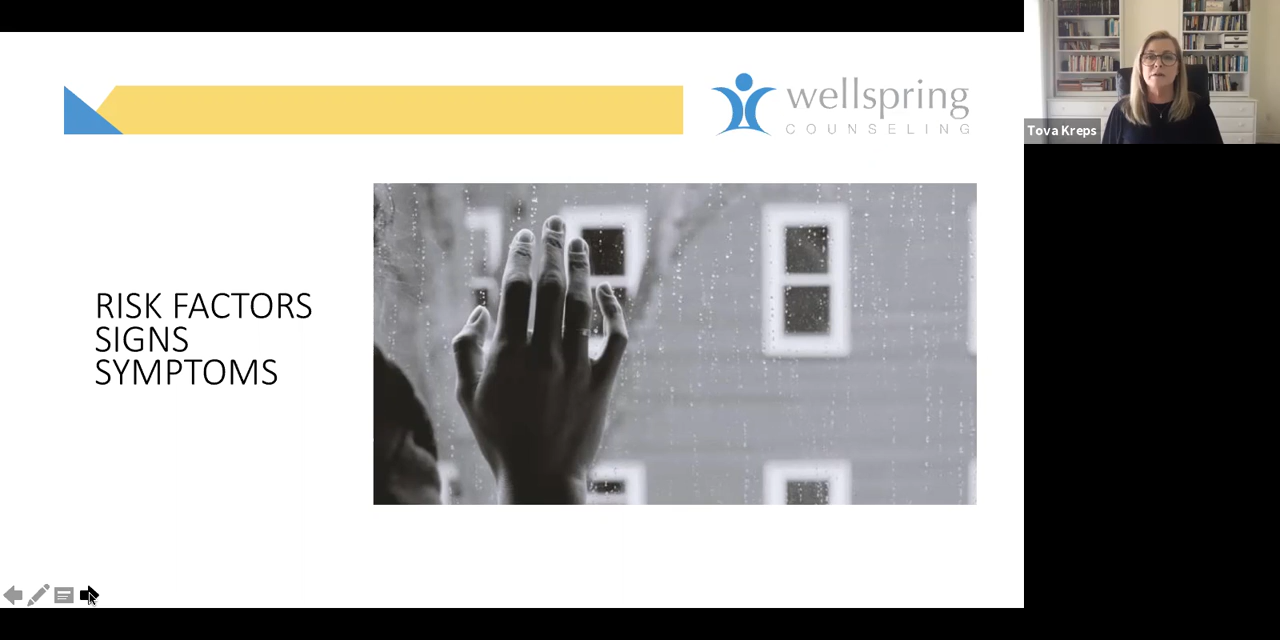 wellspring
COUNSELING
Tova Kreps
RISK FACTORS
SIGNS
SYMPTOMS